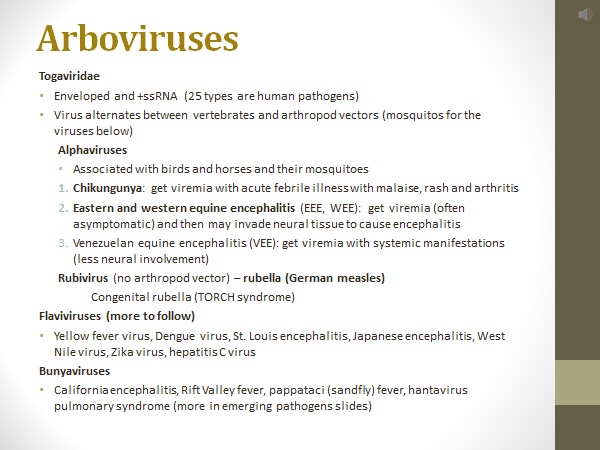 Arboviruses
Togaviridae
• Enveloped and +ssRNA (25 types are human pathogens)
• Virus alternates between vertebrates and arthropod vectors (mosquitos for the
viruses below)
Alphaviruses
• Associated with birds and horses and their mosquitoes
1. Chikungunya: get viremia with acute febrile illness with malaise, rash and arthritis
2. Eastern and western equine encephalitis (EEE, WEE): get viremia (often
asymptomatic) and then may invade neural tissue to cause encephalitis
3. Venezuelan equine encephalitis (VEE): get viremia with systemic manifestations
(less neural involvement)
Rubivirus (no arthropod vector) – rubella (German measles)
Congenital rubella (TORCH syndrome)
Flaviviruses (more to follow)
• Yellow fever virus, Dengue virus, St. Louis encephalitis, Japanese encephalitis, West
Nile virus, Zika virus, hepatitis C virus
Bunyaviruses
• California encephalitis, Rift Valley fever, pappataci (sandfly) fever, hantavirus
pulmonary syndrome (more in emerging pathogens slides)